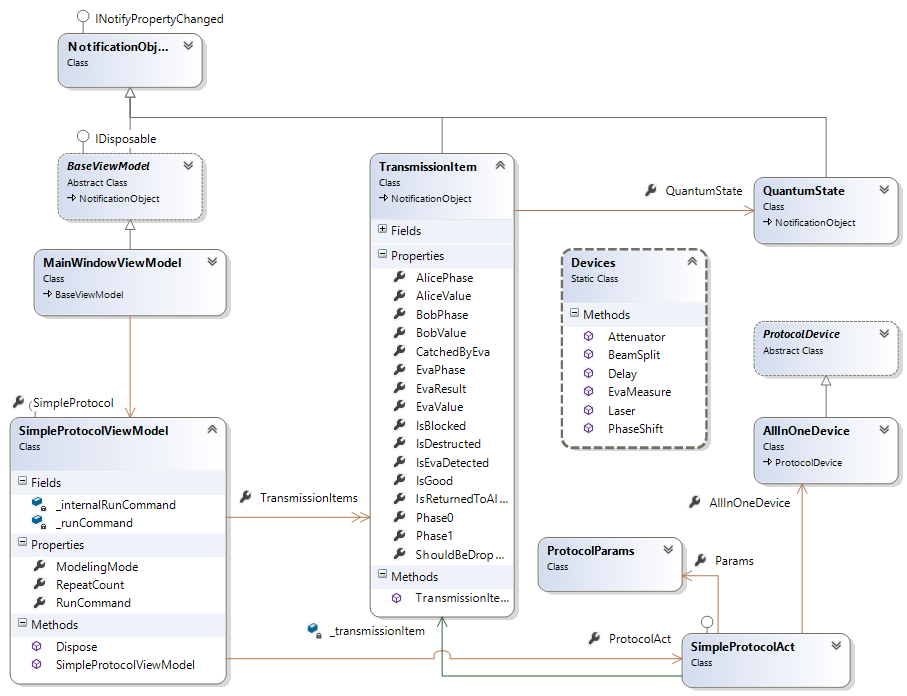 INotifyPropertyChanged
NotificationObj...
Class
IDisposable
BaseViewModel
Abstract Class
NotificationObject
MainWindowViewModel
Class
BaseViewModel
SimpleProtocol
SimpleProtocolViewModel
Class
Fields
_internalRunCommand
_runCommand
Properties
ModelingMode
RepeatCount
RunCommand
Methods
Dispose
SimpleProtocolViewModel
TransmissionItems
TransmissionItem
Class
NotificationObject
Fields
Properties
AlicePhase
AliceValue
BobPhase
BobValue
CatchedByEva
EvaPhase
EvaResult
EvaValue
IsBlocked
IsDestructed
IsEvaDetected
IsGood
IsReturnedToAl...
Phase0
Phase1
ShouldBeDrop...
Methods
TransmissionIte...
_transmissionItem
QuantumState
QuantumState
Class
NotificationObject
Devices
Static Class
Methods
Attenuator
BeamSplit
Delay
EvaMeasure
Laser
PhaseShift
ProtocolDevice
Abstract Class
AllInOneDevice
Class
ProtocolDevice
AllInOneDevice
ProtocolParams
Class
Params
ProtocolAct
SimpleProtocolAct
Class